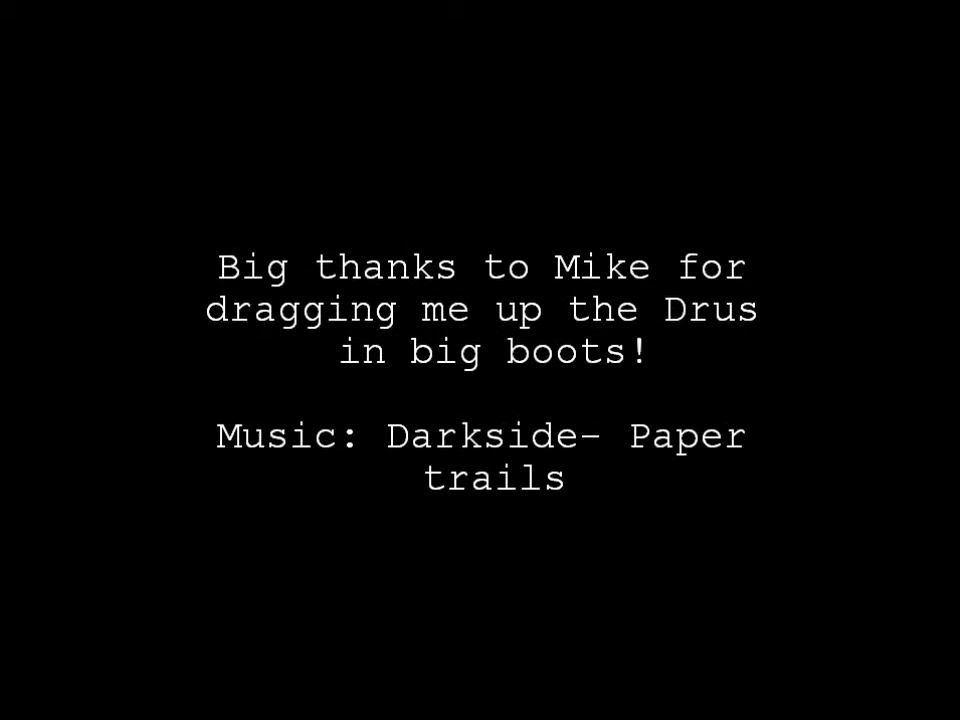 Big thanks to Mike for
dragging me up the Drus
in big boots!
Music: Darkside- Paper
trails